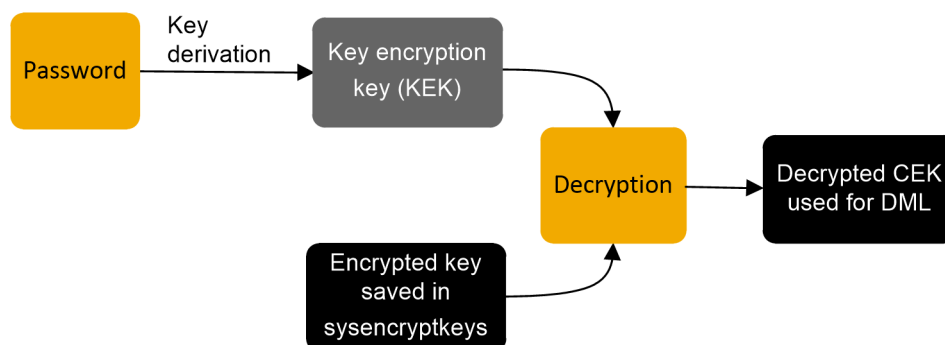 Password
Key
derivation
Key encryption
key (KEK)
Decryption
Decrypted CEK
used for DML
Encrypted key
saved in
sysencryptkeys